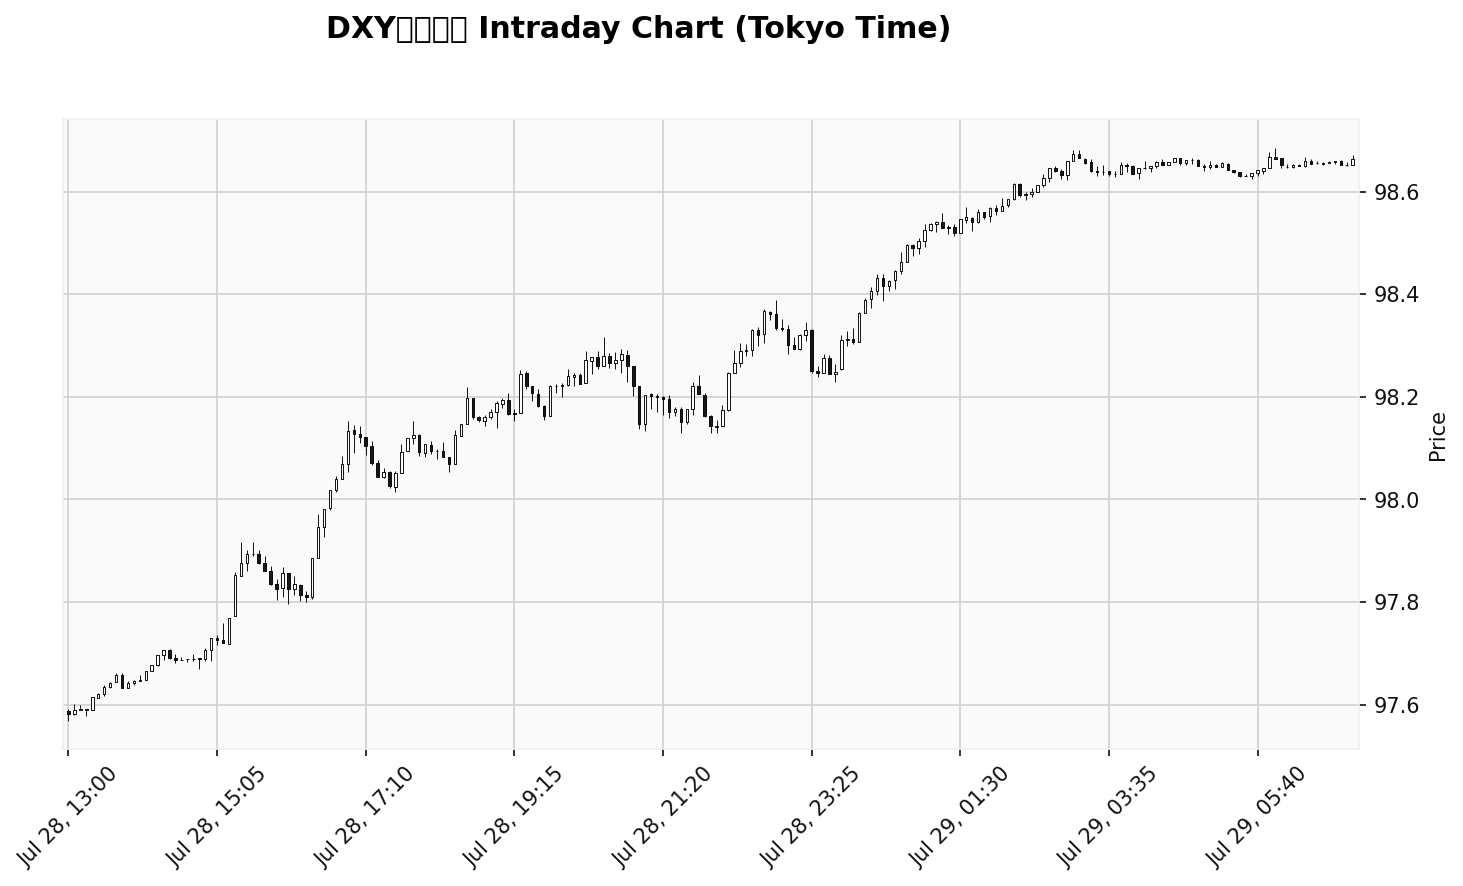 DXY Intraday Chart (Tokyo Time)
98.6
98.4
98.2
98.0
97.8
97.6
Price
Jul 28, 13:00
Jul 28, 15:05
Jul 28, 17:10
Jul 28, 19:15
Jul 28, 21:20
Jul 28, 23:25
Jul 29, 01:30
Jul 29, 03:35
Jul 29, 05:40